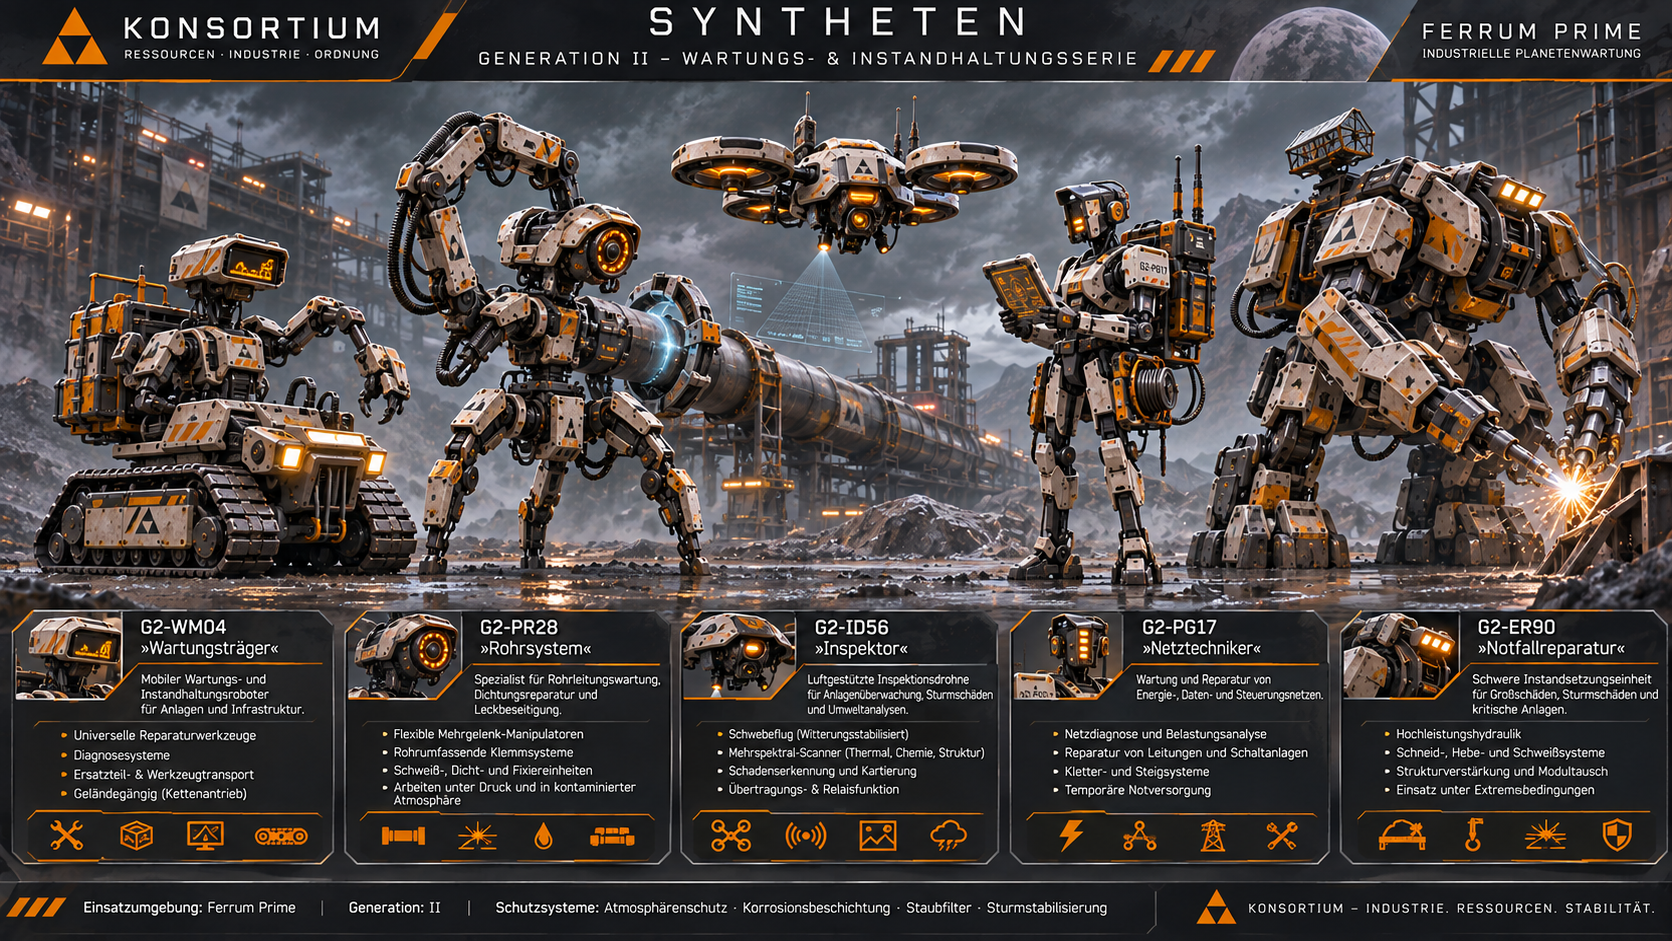 KONSORTIUM
RESSOURCEN · INDUSTRIE · ORDNUNG
SYNTHETEN
GENERATION II – WARTUNGS- & INSTANDHALTUNGSSERIE
FERRUM PRIME
INDUSTRIELLE PLANETENWARTUNG
G2-PG17
G2-WM04
»Wartungsträger«
Mobiler Wartungs- und
Instandhaltungsroboter
für Anlagen und Infrastruktur.
• Universelle Reparaturwerkzeuge
• Diagnosesysteme
• Ersatzteil- & Werkzeugtransport
• Geländegängig (Kettenantrieb)
G2-PR28
»Rohrsystem«
Spezialist für Rohrleitungswartung,
Dichtungsreparatur und
Leckbeseitigung.
• Flexible Mehrgelenk-Manipulatoren
• Rohrumfassende Klemmsysteme
• Schweiß-, Dicht- und Fixiereinheiten
• Arbeiten unter Druck und in kontaminierter
Atmosphäre
G2-ID56
»Inspektor«
Luftgestützte Inspektionsdrohne
für Anlagenüberwachung, Sturmschäden
und Umweltanalysen.
• Schwebeflug (Witterungsstabilisiert)
• Mehrspektral-Scanner (Thermal, Chemie, Struktur)
• Schadenserkennung und Kartierung
• Übertragungs- & Relaisfunktion
G2-PG17
»Netztechniker«
Wartung und Reparatur von
Energie-, Daten- und Steuerungsnetzen.
• Netzdiagnose und Belastungsanalyse
• Reparatur von Leitungen und Schaltanlagen
• Kletter- und Steigsysteme
• Temporäre Notversorgung
G2-ER90
»Notfallreparatur«
Schwere Instandsetzungseinheit
für Großschäden, Sturmschäden und
kritische Anlagen.
• Hochleistungshydraulik
• Schneid-, Hebe- und Schweißsysteme
• Strukturverstärkung und Modultausch
• Einsatz unter Extremsbedingungen
Einsatzumgebung: Ferrum Prime | Generation: II | Schutzsysteme: Atmosphärenschutz · Korrosionsbeschichtung · Staubfilter · Sturmstabilisierung
KONSORTIUM – INDUSTRIE. RESSOURCEN. STABILITÄT.